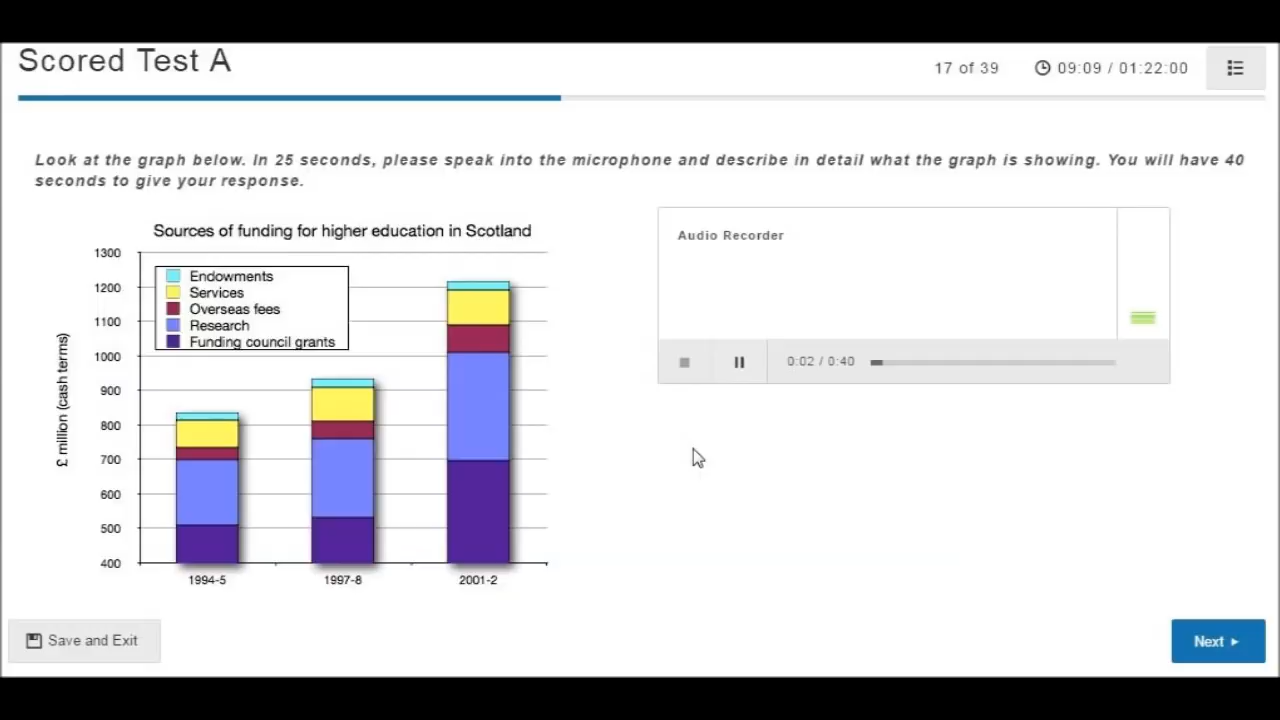 Scored Test A
17 of 39
09:09 / 01:22:00
Look at the graph below. In 25 seconds, please speak into the microphone and describe in detail what the graph is showing. You will have 40
seconds to give your response.
Sources of funding for higher education in Scotland
£ million (cash terms)
1300
1200
1100
1000
900
800
700
600
500
400
Endowments
Services
Overseas fees
Research
Funding council grants
1994-5
1997-8
2001-2
Audio Recorder
0:02 / 0:40
Save and Exit
Next